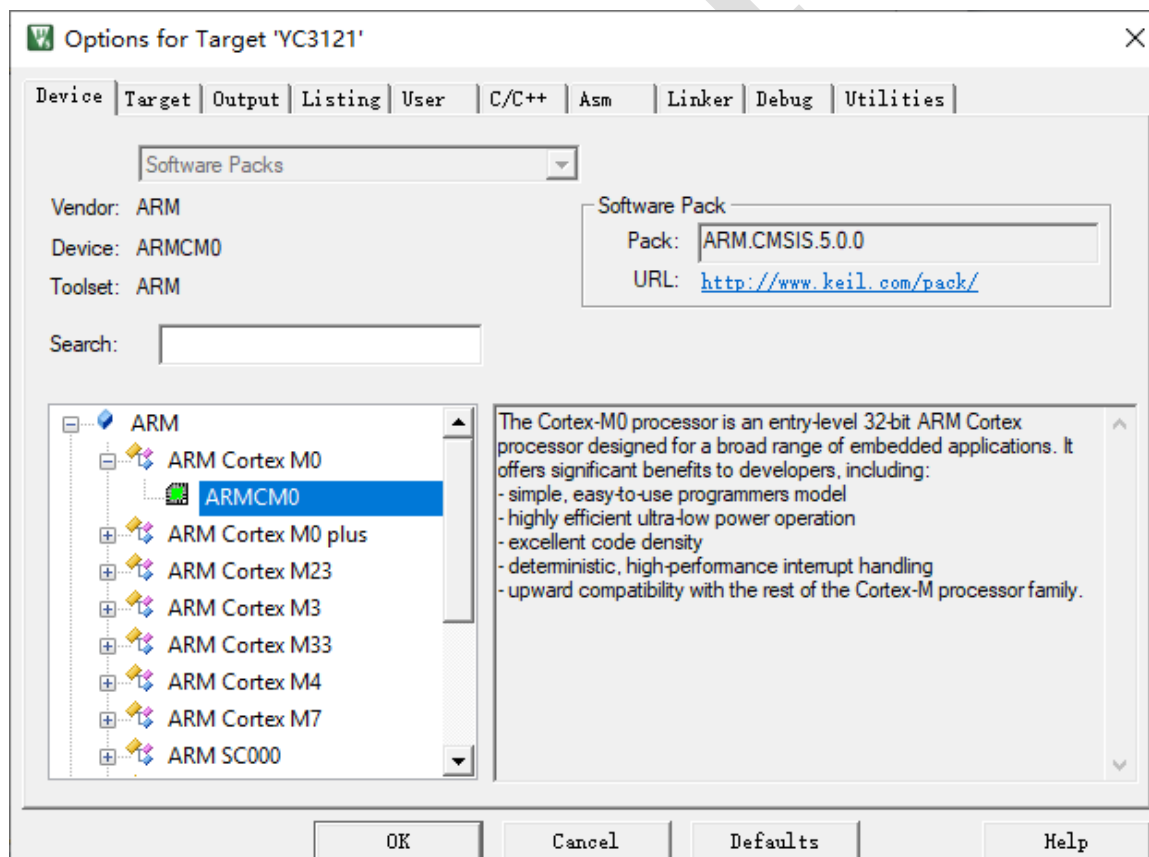 Options for Target 'YC3121'
Device Target Output Listing User C/C++ Asm Linker Debug Utilities
Software Packs
Vendor: ARM
Device: ARMCM0
Toolset: ARM
Software Pack
Pack: ARM.CMSIS.5.0.0
URL: http://www.keil.com/pack/
Search:
ARM
ARM Cortex M0
ARMCM0
ARM Cortex M0 plus
ARM Cortex M23
ARM Cortex M3
ARM Cortex M33
ARM Cortex M4
ARM Cortex M7
ARM SC000
The Cortex-M0 processor is an entry-level 32-bit ARM Cortex
processor designed for a broad range of embedded applications. It
offers significant benefits to developers, including:
- simple, easy-to-use programmers model
- highly efficient ultra-low power operation
- excellent code density
- deterministic, high-performance interrupt handling
- upward compatibility with the rest of the Cortex-M processor family.
OK Cancel Defaults Help